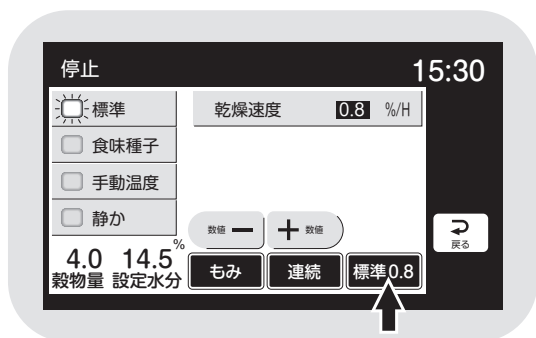 停止 15:30
標準
食味種子
手動温度
静か
乾燥速度 0.8 %/H
数値 − + 数値
戻る
4.0 14.5%
穀物量 設定水分
もみ 連続 標準0.8